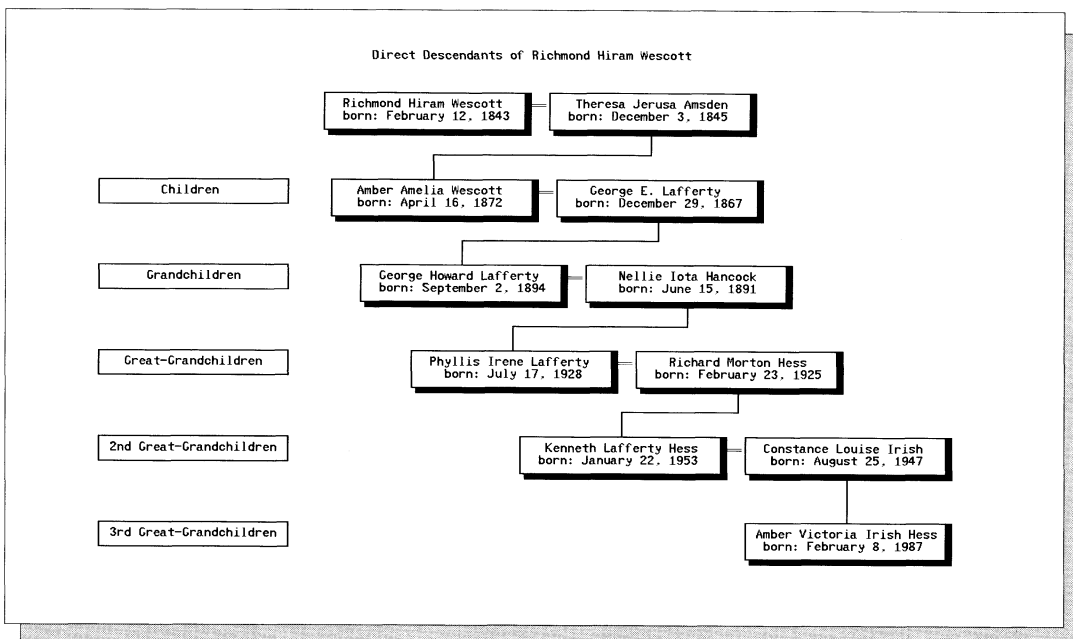 Direct Descendants of Richmond Hiram Wescott
Richmond Hiram Wescott
born: February 12, 1843
Theresa Jerusa Amsden
born: December 3, 1845
Children
Amber Amelia Wescott
born: April 16, 1872
George E. Lafferty
born: December 29, 1867
Grandchildren
George Howard Lafferty
born: September 2, 1894
Nellie Iota Hancock
born: June 15, 1891
Great-Grandchildren
Phyllis Irene Lafferty
born: July 17, 1928
Richard Morton Hess
born: February 23, 1925
2nd Great-Grandchildren
Kenneth Lafferty Hess
born: January 22, 1953
Constance Louise Irish
born: August 25, 1947
3rd Great-Grandchildren
Amber Victoria Irish Hess
born: February 8, 1987